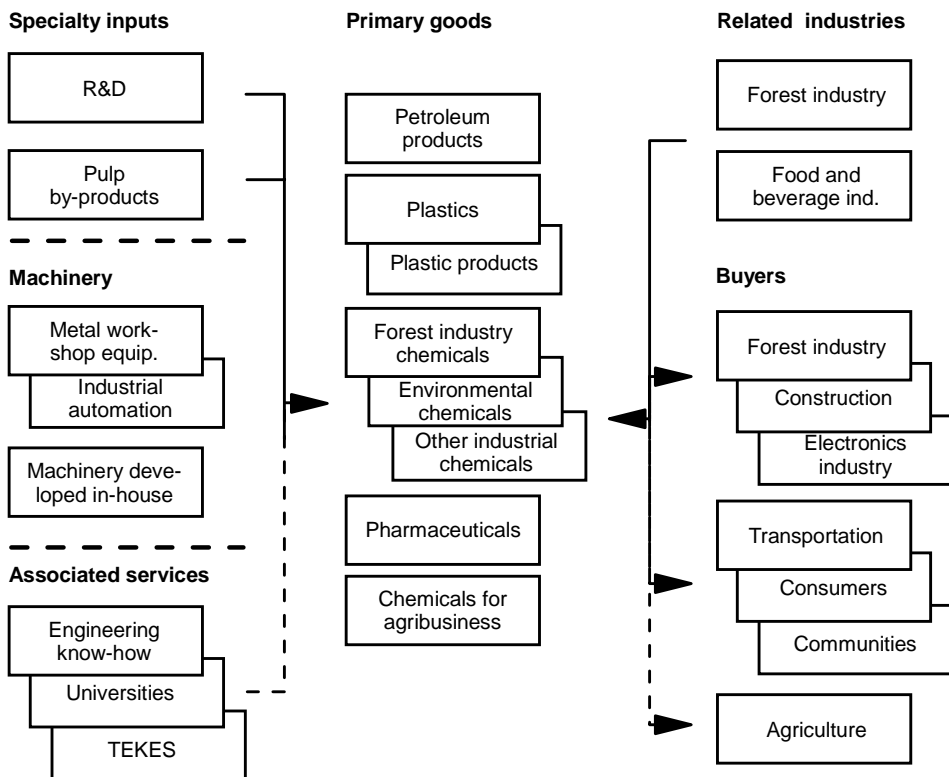 Specialty inputs
R&D
Pulp
by-products
Machinery
Metal work-
shop equip.
Industrial
automation
Machinery deve-
loped in-house
Associated services
Engineering
know-how
Universities
TEKES
Primary goods
Petroleum
products
Plastics
Plastic products
Forest industry
chemicals
Environmental
chemicals
Other industrial
chemicals
Pharmaceuticals
Chemicals for
agribusiness
Related industries
Forest industry
Food and
beverage ind.
Buyers
Forest industry
Construction
Electronics
industry
Transportation
Consumers
Communities
Agriculture